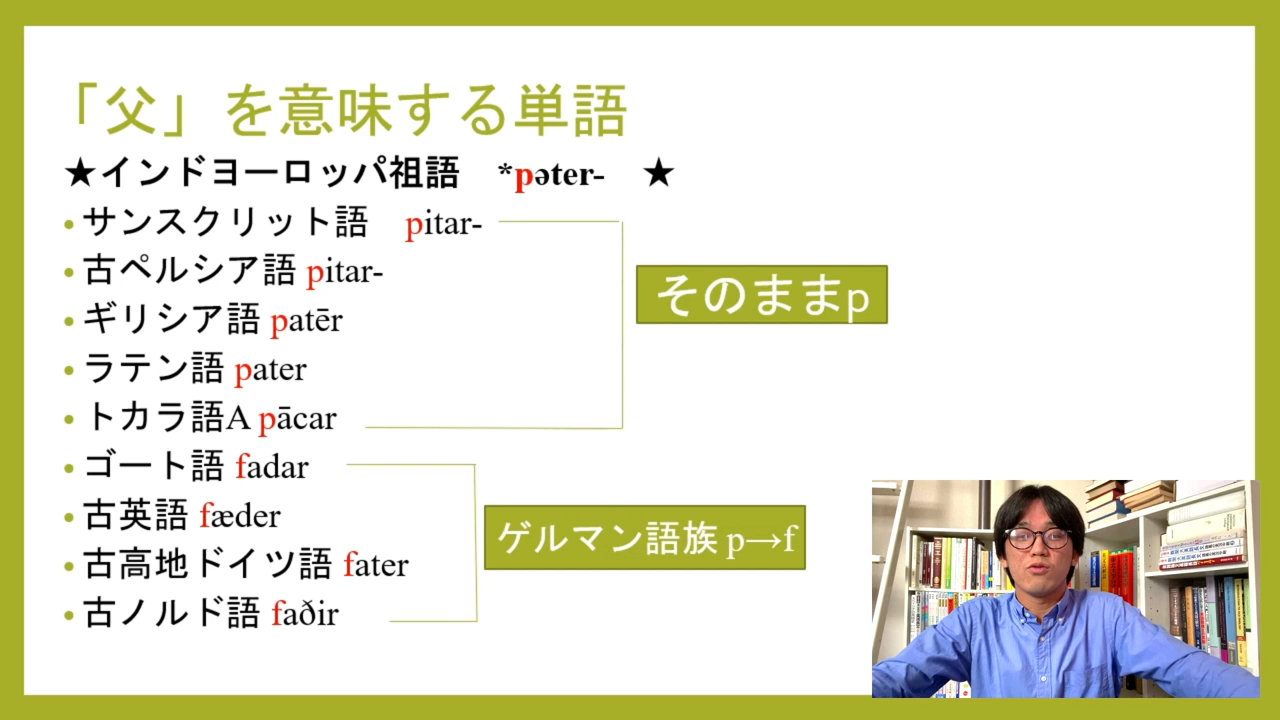 「父」を意味する単語
★インドヨーロッパ祖語 *pəter- ★
• サンスクリット語 pitar-
• 古ペルシア語 pitar-
• ギリシア語 patēr
• ラテン語 pater
• トカラ語A pācar
そのままp
• ゴート語 fadar
• 古英語 fæder
• 古高地ドイツ語 fater
• 古ノルド語 faðir
ゲルマン語族 p→f